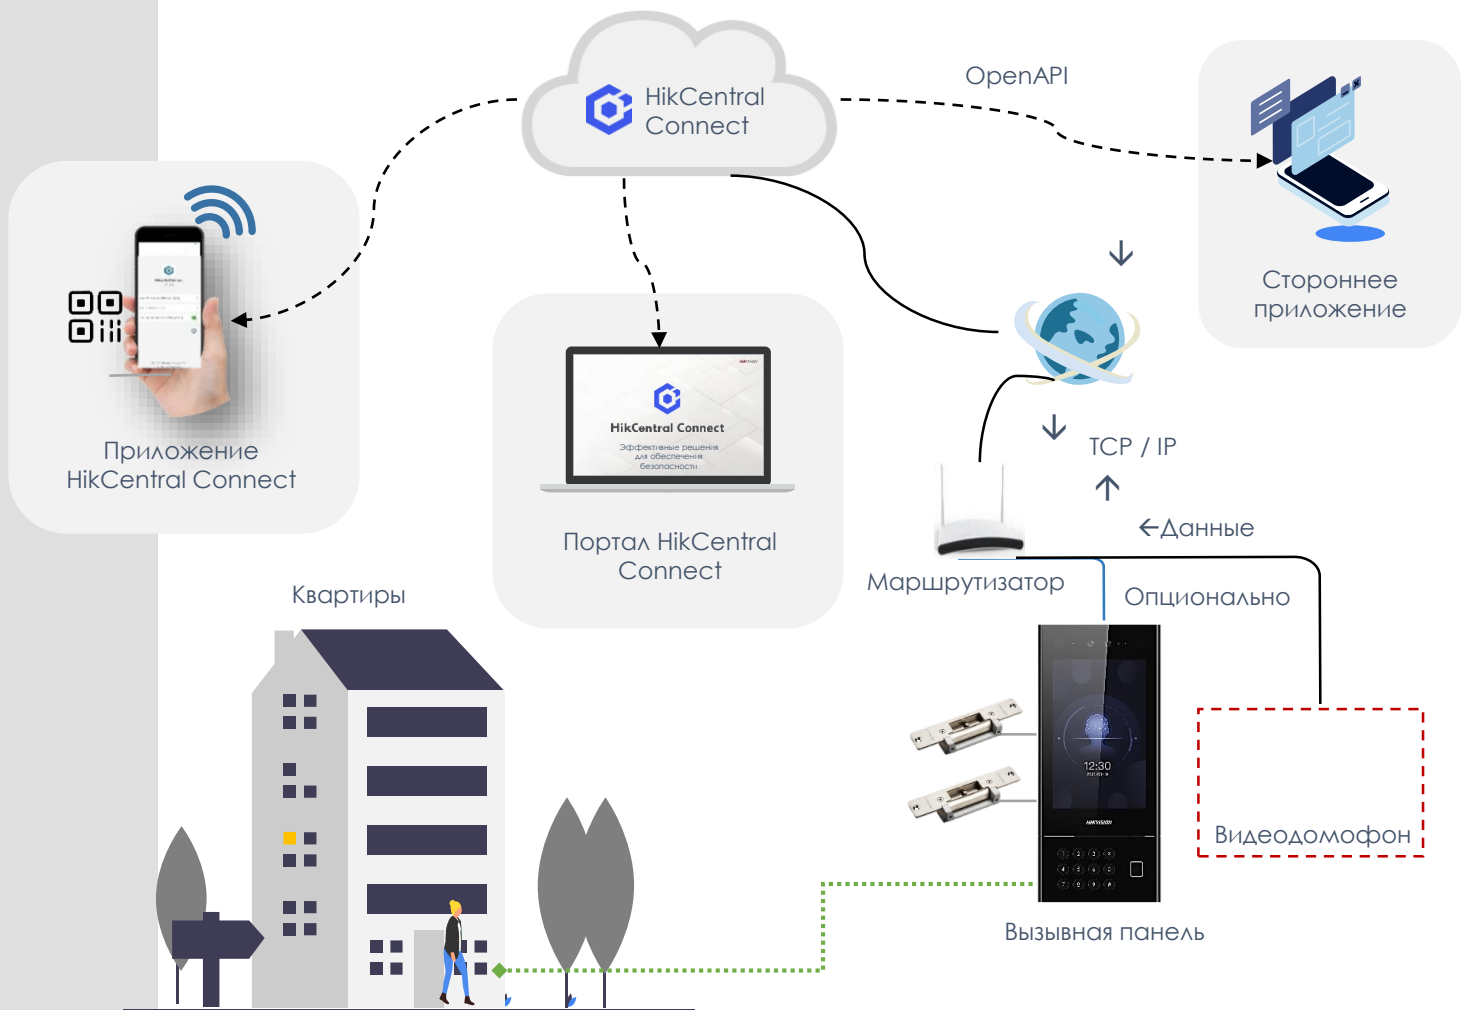 HikCentral
Connect
OpenAPI
Стороннее
приложение
Приложение
HikCentral Connect
HikCentral Connect
Эффективные решения
для обеспечения
безопасности
Портал HikCentral
Connect
TCP / IP
←Данные
Маршрутизатор
Опционально
Квартиры
12:30
HIKVISION
Видеодомофон
Вызывная панель